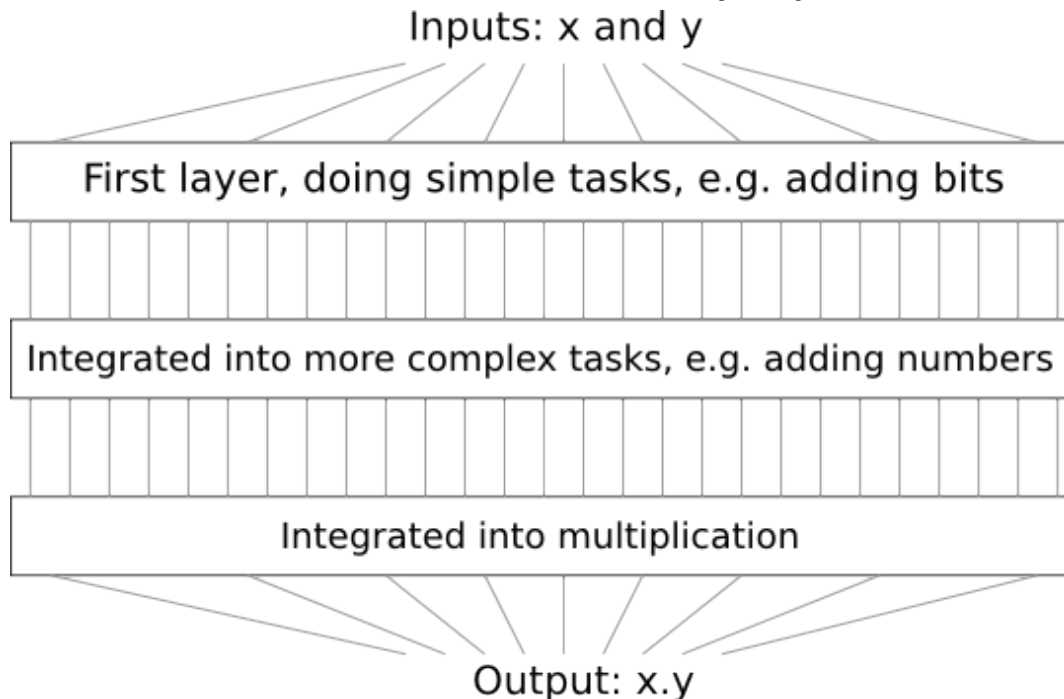 Inputs: x and y
First layer, doing simple tasks, e.g. adding bits
Integrated into more complex tasks, e.g. adding numbers
Integrated into multiplication
Output: x.y